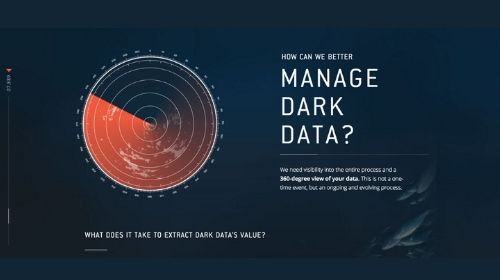 HOW CAN WE BETTER
MANAGE
DARK
DATA?
We need visibility into the entire process and a
360-degree view of your data. This is not a one-
time event, but an ongoing and evolving process.
WHAT DOES IT TAKE TO EXTRACT DARK DATA'S VALUE?